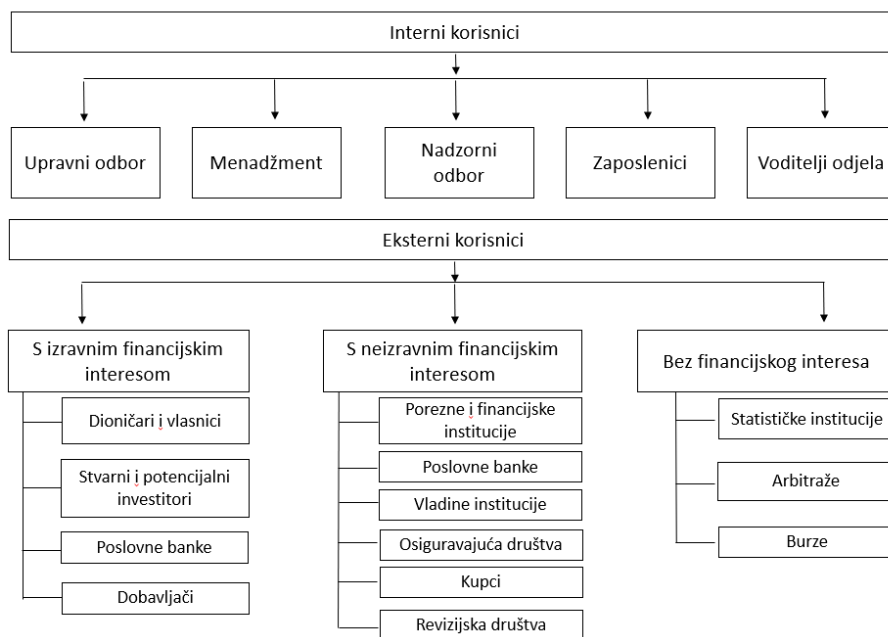 Interni korisnici
Upravni odbor
Menadžment
Nadzorni
odbor
Zaposlenici
Voditelji odjela
Eksterni korisnici
S izravnim financijskim
interesom
Dioničari i vlasnici
Stvarni i potencijalni
investitori
Poslovne banke
Dobavljači
S neizravnim financijskim
interesom
Porezne i financijske
institucije
Poslovne banke
Vladine institucije
Osiguravajuća društva
Kupci
Revizijska društva
Bez financijskog interesa
Statističke institucije
Arbitraže
Burze